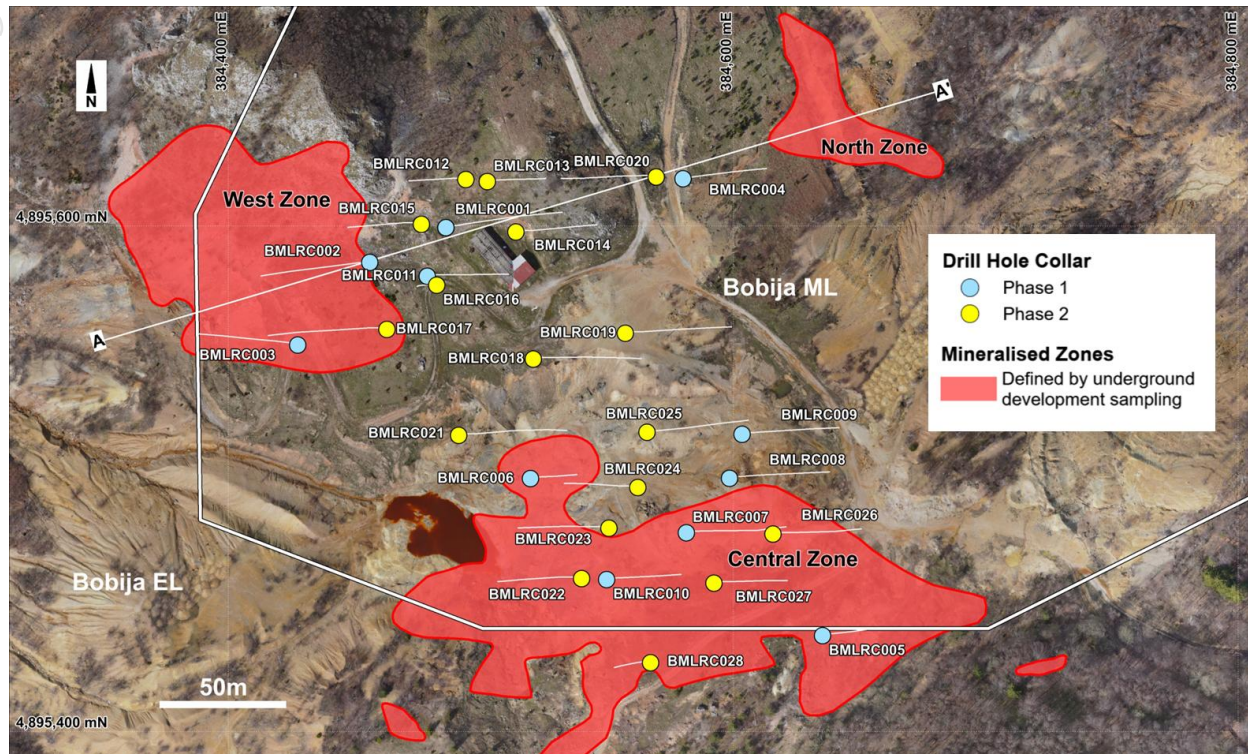 384,400 mE
384,600 mE
384,800 mE
N
A'
North Zone
BMLRC012
BMLRC013
BMLRC020
BMLRC004
West Zone
BMLRC015
BMLRC001
4,895,600 mN
BMLRC014
BMLRC002
BMLRC011
BMLRC016
Bobija ML
Drill Hole Collar
Phase 1
Phase 2
Mineralised Zones
Defined by underground
development sampling
A
BMLRC017
BMLRC019
BMLRC003
BMLRC018
BMLRC025
BMLRC009
BMLRC021
BMLRC006
BMLRC024
BMLRC008
BMLRC007
BMLRC026
BMLRC023
Central Zone
Bobija EL
BMLRC022
BMLRC010
BMLRC027
BMLRC005
BMLRC028
50m
4,895,400 mN